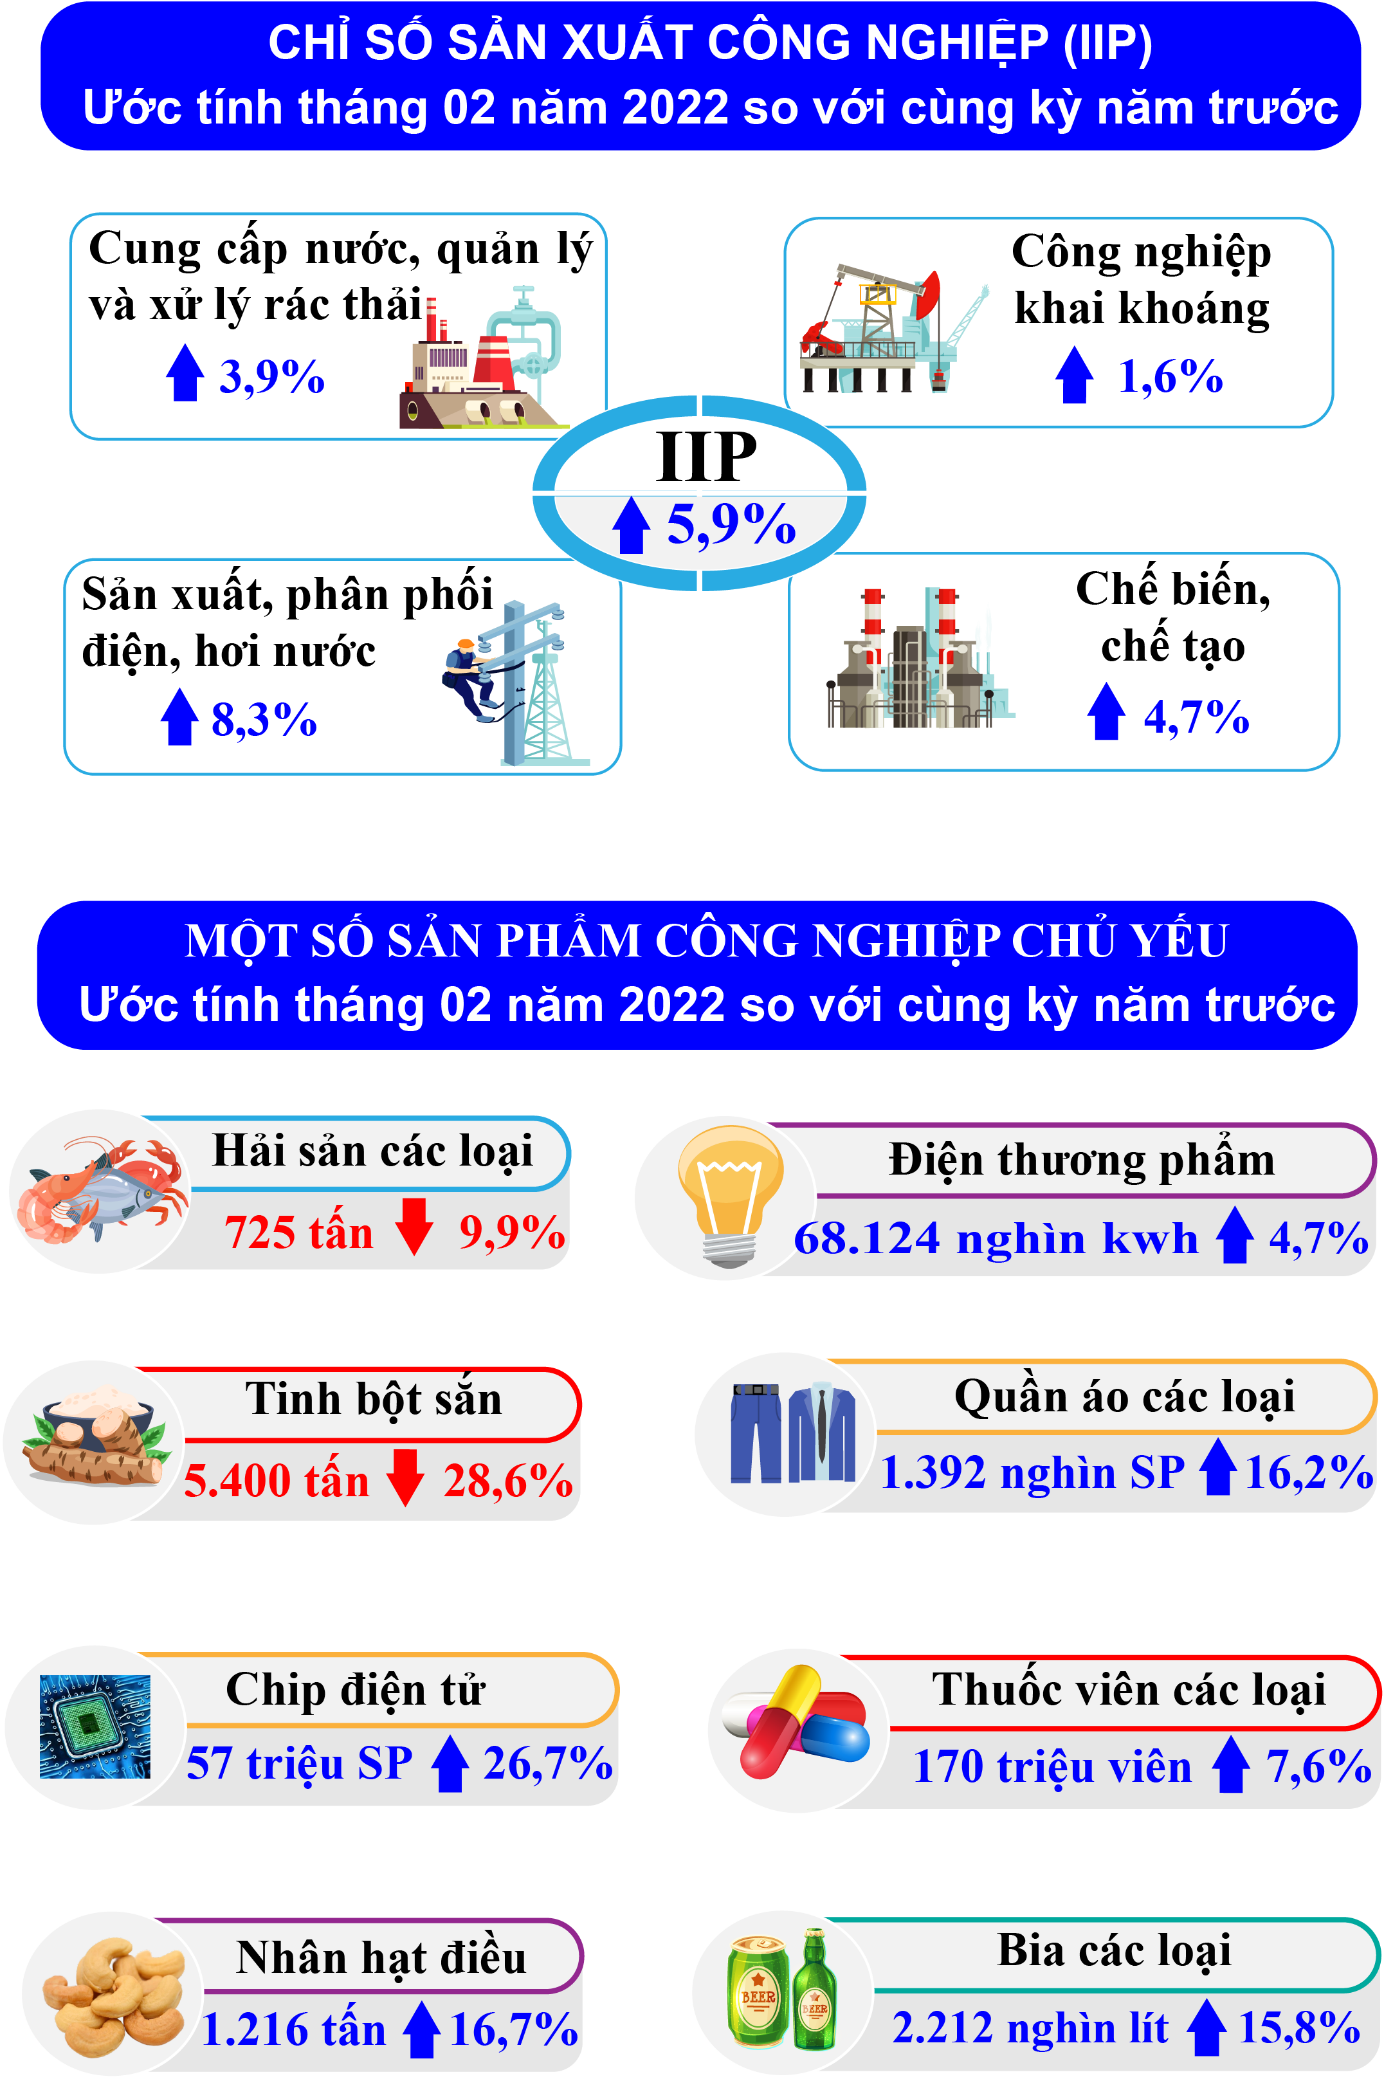 CHỈ SỐ SẢN XUẤT CÔNG NGHIỆP (IIP)
Ước tính tháng 02 năm 2022 so với cùng kỳ năm trước
Cung cấp nước, quản lý
và xử lý rác thải
3,9%
Công nghiệp
khai khoáng
1,6%
IIP
5,9%
Sản xuất, phân phối
điện, hơi nước
8,3%
Chế biến,
chế tạo
4,7%
MỘT SỐ SẢN PHẨM CÔNG NGHIỆP CHỦ YẾU
Ước tính tháng 02 năm 2022 so với cùng kỳ năm trước
Hải sản các loại
725 tấn 9,9%
Điện thương phẩm
68.124 nghìn kwh 4,7%
Tinh bột sắn
5.400 tấn 28,6%
Quần áo các loại
1.392 nghìn SP 16,2%
Chip điện tử
57 triệu SP 26,7%
Thuốc viên các loại
170 triệu viên 7,6%
Nhân hạt điều
1.216 tấn 16,7%
Bia các loại
BEER
BEER
2.212 nghìn lít 15,8%